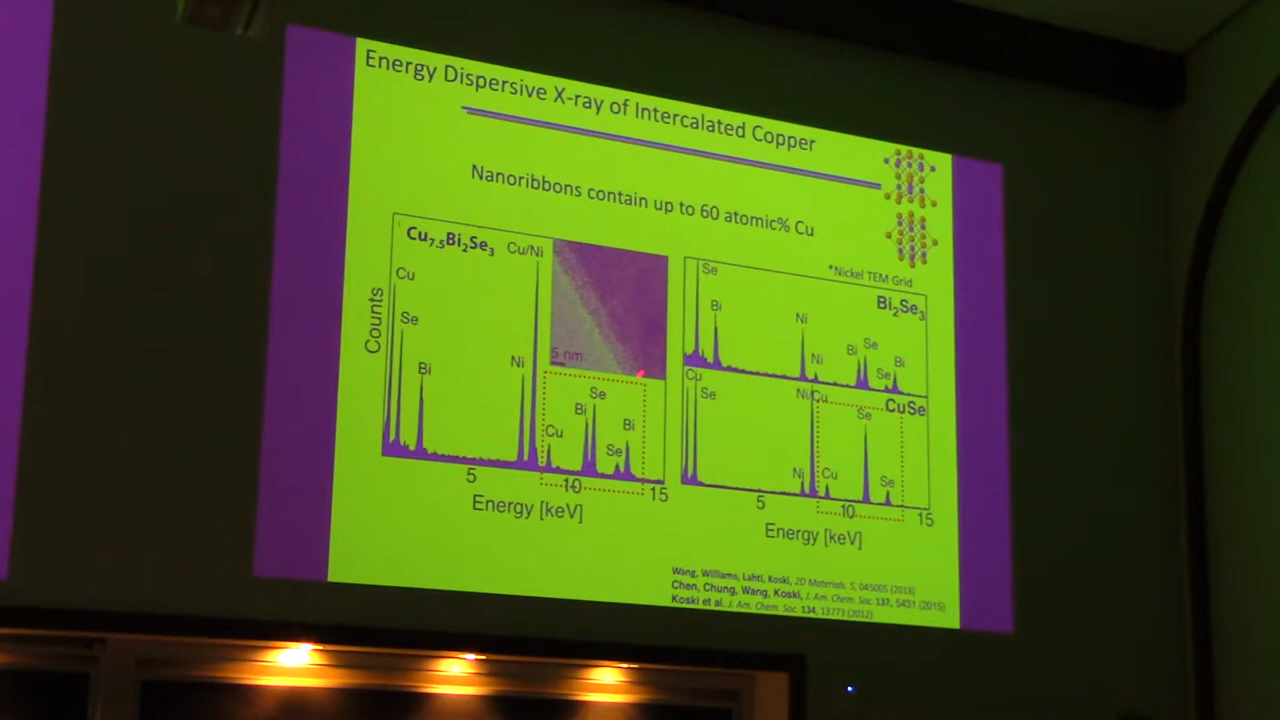 Energy Dispersive X-ray of Intercalated Copper
Nanoribbons contain up to 60 atomic% Cu
Cu7.5Bi2Se3
Cu/Ni
Cu
Se
Bi
Ni
Cu
Bi
Se
Se
Bi
5 nm
Counts
5
10
15
Energy [keV]
*Nickel TEM Grid
Bi2Se3
Se
Bi
Ni
Ni
Bi
Se
Se
Bi
CuSe
Cu
Se
Ni/Cu
Ni
Cu
Se
Se
5
10
15
Energy [keV]
Wang, Williams, Lahti, Koski, 2D Materials. 5, 045005 (2018)
Chen, Chung, Wang, Koski, J. Am. Chem. Soc. 137, 5431 (2015)
Koski et al. J. Am. Chem. Soc. 134, 13773 (2012)